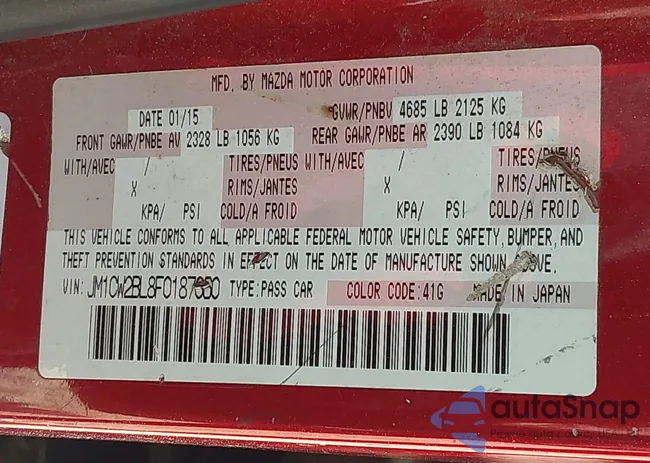 MFD. BY MAZDA MOTOR CORPORATION
DATE 01/15 GVWR/PNBV 4685 LB 2125 KG
FRONT GAWR/PNBE AV 2328 LB 1056 KG REAR GAWR/PNBE AR 2390 LB 1084 KG
WITH/AVEC / TIRES/PNEUS WITH/AVEC / TIRES/PNEUS
X RIMS/JANTES X RIMS/JANTES
KPA/ PSI COLD/A FROID KPA/ PSI COLD/A FROID
THIS VEHICLE CONFORMS TO ALL APPLICABLE FEDERAL MOTOR VEHICLE SAFETY, BUMPER, AND
THEFT PREVENTION STANDARDS IN EFFECT ON THE DATE OF MANUFACTURE SHOWN
VIN: TYPE:PASS CAR COLOR CODE:41G MADE IN JAPAN
autoSnap